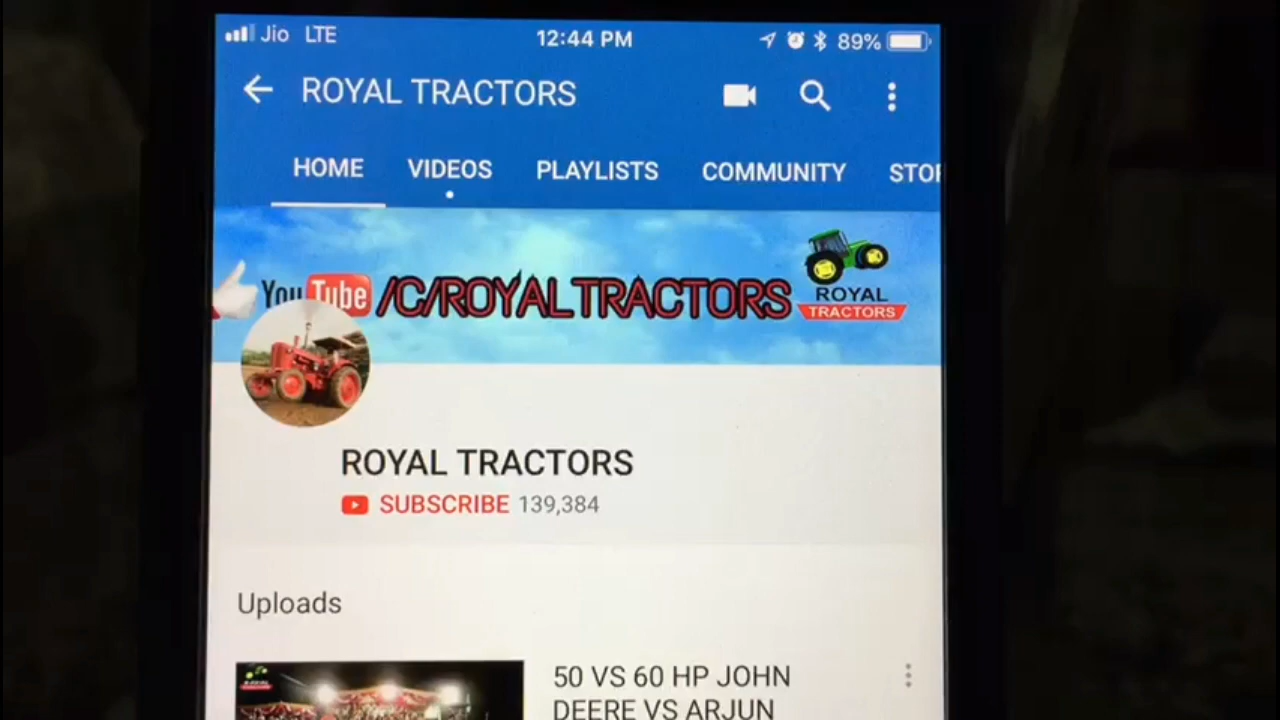 Jio LTE 12:44 PM 89%
ROYAL TRACTORS
HOME VIDEOS PLAYLISTS COMMUNITY STOR
YouTube /C/ROYALTRACTORS
ROYAL
TRACTORS
ROYAL TRACTORS
SUBSCRIBE 139,384
Uploads
50 VS 60 HP JOHN
DEERE VS ARJUN